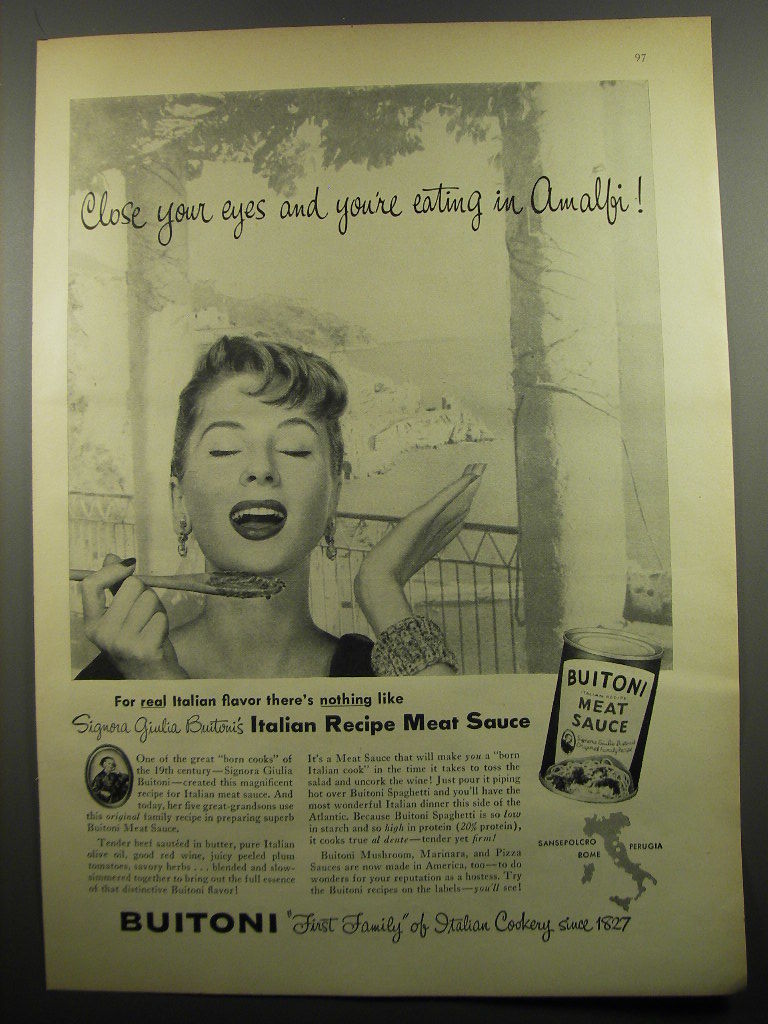 97
Close your eyes and you're eating in Amalfi!
For real Italian flavor there's nothing like
Signora Giulia Buitoni's Italian Recipe Meat Sauce
One of the great "born cooks" of
the 19th century—Signora Giulia
Buitoni—created this magnificent
recipe for Italian meat sauce. And
today, her five great-grandsons use
this original family recipe in preparing superb
Buitoni Meat Sauce.
Tender beef sautéed in butter, pure Italian
olive oil, good red wine, juicy peeled plum
tomatoes, savory herbs . . . blended and slow-
simmered together to bring out the full essence
of that distinctive Buitoni flavor!
It's a Meat Sauce that will make you a "born
Italian cook" in the time it takes to toss the
salad and uncork the wine! Just pour it piping
hot over Buitoni Spaghetti and you'll have the
most wonderful Italian dinner this side of the
Atlantic. Because Buitoni Spaghetti is so low
in starch and so high in protein (20% protein),
it cooks true al dente—tender yet firm!
Buitoni Mushroom, Marinara, and Pizza
Sauces are now made in America, too—to do
wonders for your reputation as a hostess. Try
the Buitoni recipes on the labels—you'll see!
BUITONI
ITALIAN RECIPE
MEAT
SAUCE
Signora Giulia Buitoni's
Original Family Recipe
SANSEPOLCRO
PERUGIA
ROME
BUITONI "First Family" of Italian Cookery since 1827